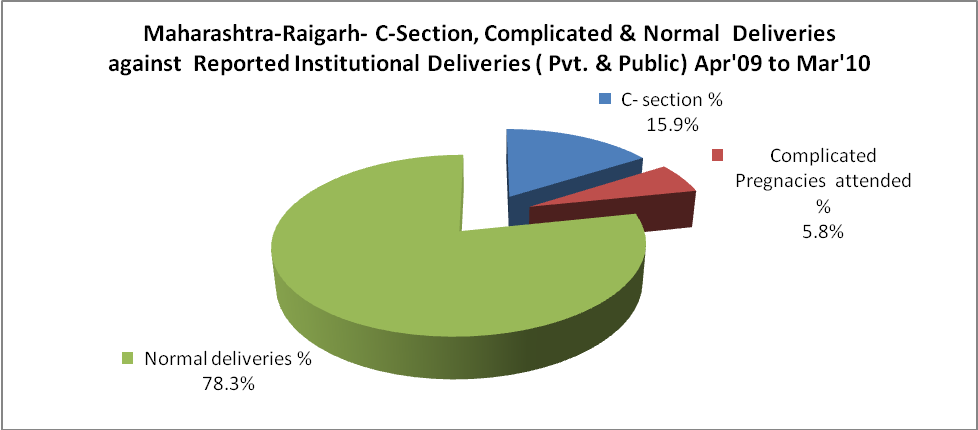 Maharashtra-Raigarh- C-Section, Complicated & Normal Deliveries
against Reported Institutional Deliveries ( Pvt. & Public) Apr'09 to Mar'10
C- section %
15.9%
Complicated
Pregnacies attended
%
5.8%
Normal deliveries %
78.3%